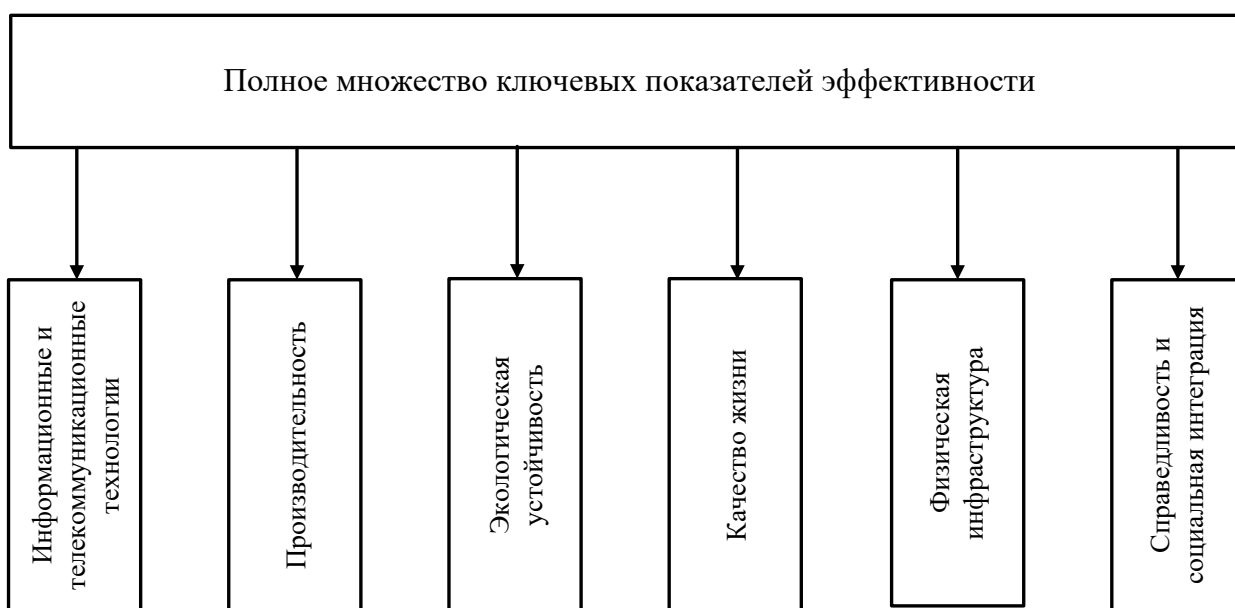 Полное множество ключевых показателей эффективности
Информационные и
телекоммуникационные
технологии
Производительность
Экологическая
устойчивость
Качество жизни
Физическая
инфраструктура
Справедливость и
социальная интеграция